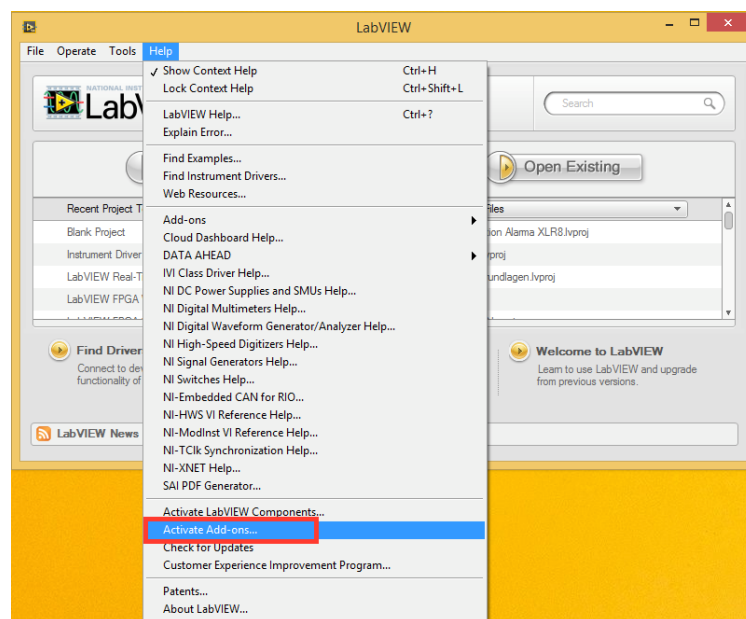 LabVIEW
File Operate Tools Help
✓ Show Context Help Ctrl+H
Lock Context Help Ctrl+Shift+L
LabVIEW Help... Ctrl+?
Explain Error...
Find Examples...
Find Instrument Drivers...
Web Resources...
Add-ons
Cloud Dashboard Help...
DATA AHEAD
IVI Class Driver Help...
NI DC Power Supplies and SMUs Help...
NI Digital Multimeters Help...
NI Digital Waveform Generator/Analyzer Help...
NI High-Speed Digitizers Help...
NI Signal Generators Help...
NI Switches Help...
NI-Embedded CAN for RIO...
NI-HWS VI Reference Help...
NI-ModInst VI Reference Help...
NI-TClk Synchronization Help...
NI-XNET Help...
SAI PDF Generator...
Activate LabVIEW Components...
Activate Add-ons...
Check for Updates
Customer Experience Improvement Program...
Patents...
About LabVIEW...
NATIONAL INST
Lab
Search
Open Existing
Recent Project T
Blank Project
Instrument Driver
LabVIEW Real-T
LabVIEW FPGA
Files
ion Alarma XLR8.lvproj
vproj
undlagen.lvproj
Find Driver
Connect to dev
functionality of
Welcome to LabVIEW
Learn to use LabVIEW and upgrade
from previous versions.
LabVIEW News